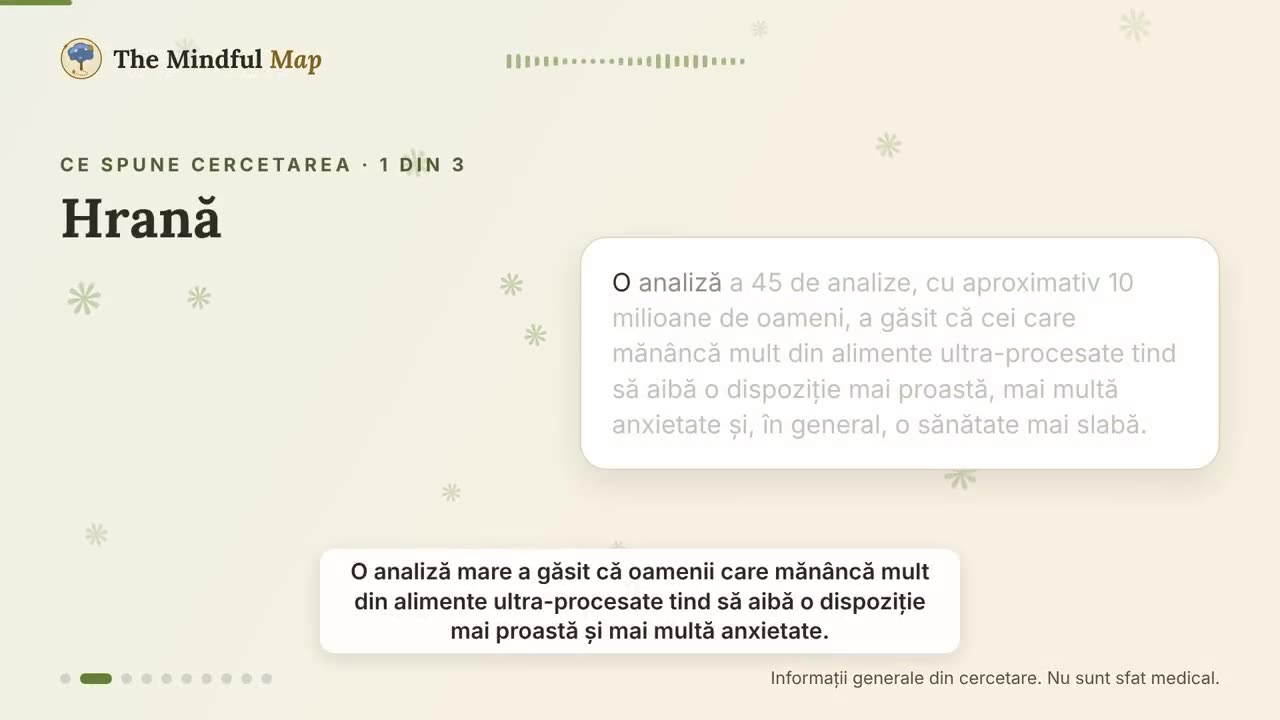 The Mindful Map
CE SPUNE CERCETAREA · 1 DIN 3
Hrană
O analiză a 45 de analize, cu aproximativ 10
milioane de oameni, a găsit că cei care
mănâncă mult din alimente ultra-procesate tind
să aibă o dispoziție mai proastă, mai multă
anxietate și, în general, o sănătate mai slabă.
O analiză mare a găsit că oamenii care mănâncă mult
din alimente ultra-procesate tind să aibă o dispoziție
mai proastă și mai multă anxietate.
Informații generale din cercetare. Nu sunt sfat medical.